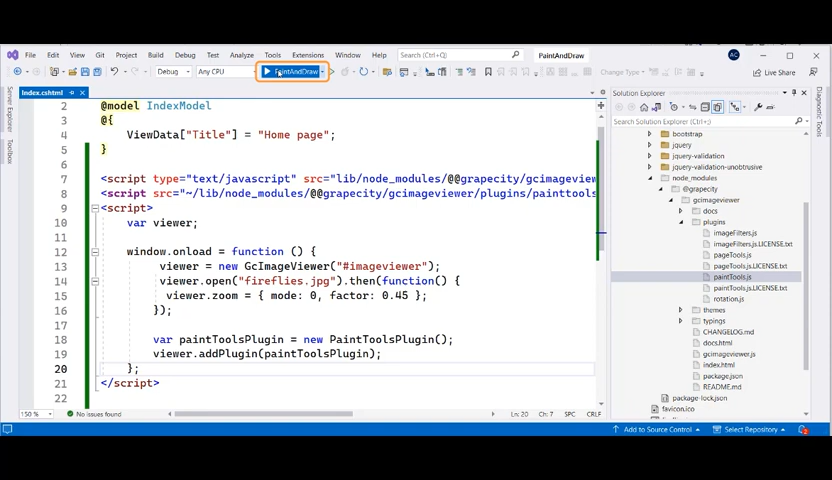 File Edit View Git Project Build Debug Test Analyze Tools Extensions Window Help Search (Ctrl+Q) PaintAndDraw AC
Debug Any CPU PaintAndDraw Change Type Live Share
Server Explorer
Toolbox
Index.cshtml
2 @model IndexModel
3 @{
4 ViewData["Title"] = "Home page";
5 }
6
7 <script type="text/javascript" src="lib/node_modules/@@grapecity/gcimageview
8 <script src="~/lib/node_modules/@@grapecity/gcimageviewer/plugins/painttools
9 <script>
10 var viewer;
11
12 window.onload = function () {
13 viewer = new GcImageViewer("#imageviewer");
14 viewer.open("fireflies.jpg").then(function() {
15 viewer.zoom = { mode: 0, factor: 0.45 };
16 });
17
18 var paintToolsPlugin = new PaintToolsPlugin();
19 viewer.addPlugin(paintToolsPlugin);
20 };
21 </script>
22
150 % No issues found Ln: 20 Ch: 7 SPC CRLF
Solution Explorer
Search Solution Explorer (Ctrl+;)
bootstrap
jquery
jquery-validation
jquery-validation-unobtrusive
node_modules
@grapecity
gcimageviewer
docs
plugins
imageFilters.js
imageFilters.js.LICENSE.txt
pageTools.js
pageTools.js.LICENSE.txt
paintTools.js
paintTools.js.LICENSE.txt
rotation.js
themes
typings
CHANGELOG.md
docs.html
gcimageviewer.js
index.html
package.json
README.md
package-lock.json
favicon.ico
Add to Source Control Select Repository 2